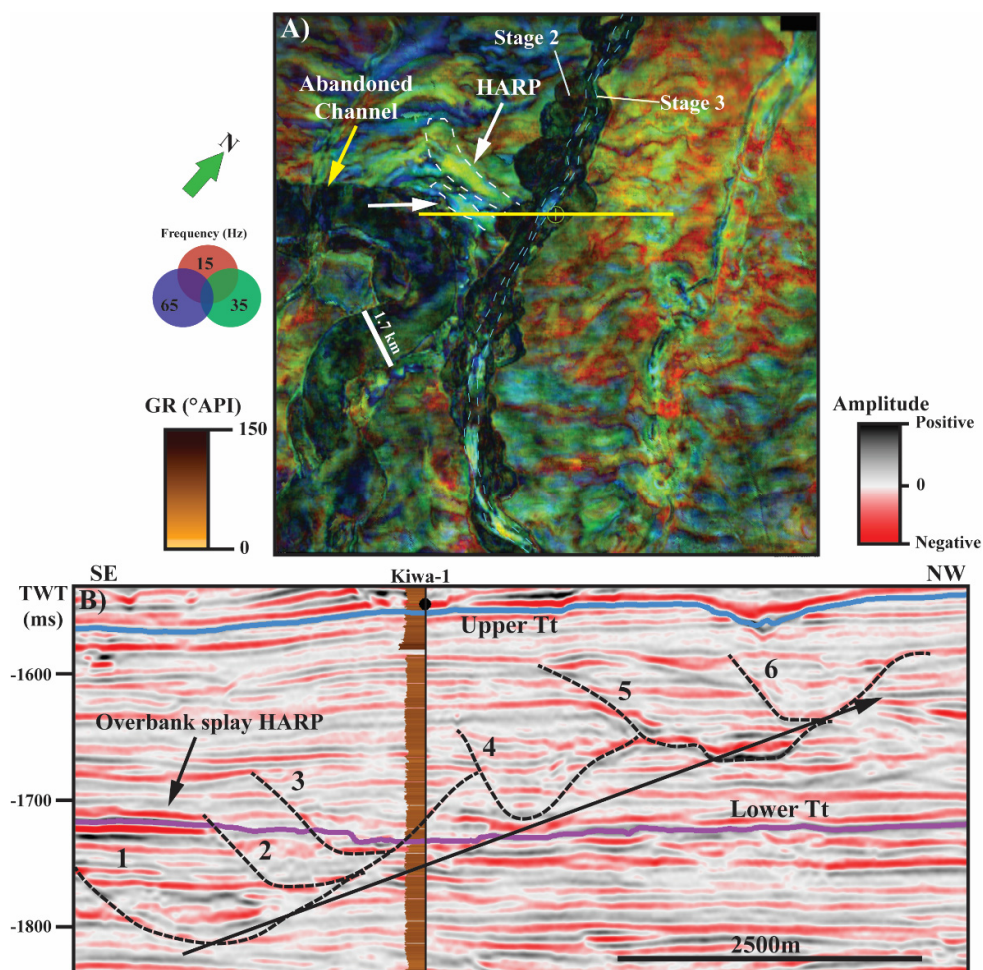 A)
Stage 2
HARP
Stage 3
Abandoned
Channel
N
Frequency (Hz)
15
65
35
1.7 km
GR (°API)
150
0
Amplitude
Positive
0
Negative
SE
Kiwa-1
NW
TWT
(ms)
B)
Upper Tt
-1600
6
5
Overbank splay HARP
4
3
-1700
Lower Tt
1
2
-1800
2500m